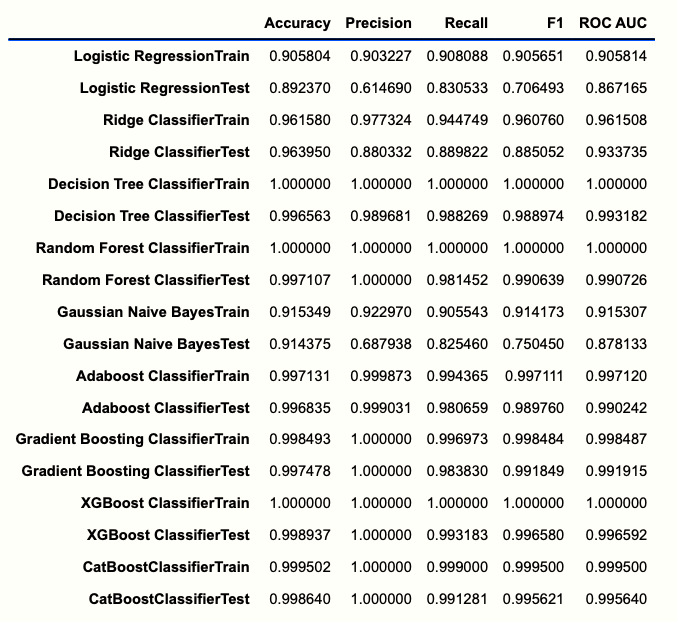 Accuracy Precision Recall F1 ROC AUC
Logistic RegressionTrain 0.905804 0.903227 0.908088 0.905651 0.905814
Logistic RegressionTest 0.892370 0.614690 0.830533 0.706493 0.867165
Ridge ClassifierTrain 0.961580 0.977324 0.944749 0.960760 0.961508
Ridge ClassifierTest 0.963950 0.880332 0.889822 0.885052 0.933735
Decision Tree ClassifierTrain 1.000000 1.000000 1.000000 1.000000 1.000000
Decision Tree ClassifierTest 0.996563 0.989681 0.988269 0.988974 0.993182
Random Forest ClassifierTrain 1.000000 1.000000 1.000000 1.000000 1.000000
Random Forest ClassifierTest 0.997107 1.000000 0.981452 0.990639 0.990726
Gaussian Naive BayesTrain 0.915349 0.922970 0.905543 0.914173 0.915307
Gaussian Naive BayesTest 0.914375 0.687938 0.825460 0.750450 0.878133
Adaboost ClassifierTrain 0.997131 0.999873 0.994365 0.997111 0.997120
Adaboost ClassifierTest 0.996835 0.999031 0.980659 0.989760 0.990242
Gradient Boosting ClassifierTrain 0.998493 1.000000 0.996973 0.998484 0.998487
Gradient Boosting ClassifierTest 0.997478 1.000000 0.983830 0.991849 0.991915
XGBoost ClassifierTrain 1.000000 1.000000 1.000000 1.000000 1.000000
XGBoost ClassifierTest 0.998937 1.000000 0.993183 0.996580 0.996592
CatBoostClassifierTrain 0.999502 1.000000 0.999000 0.999500 0.999500
CatBoostClassifierTest 0.998640 1.000000 0.991281 0.995621 0.995640